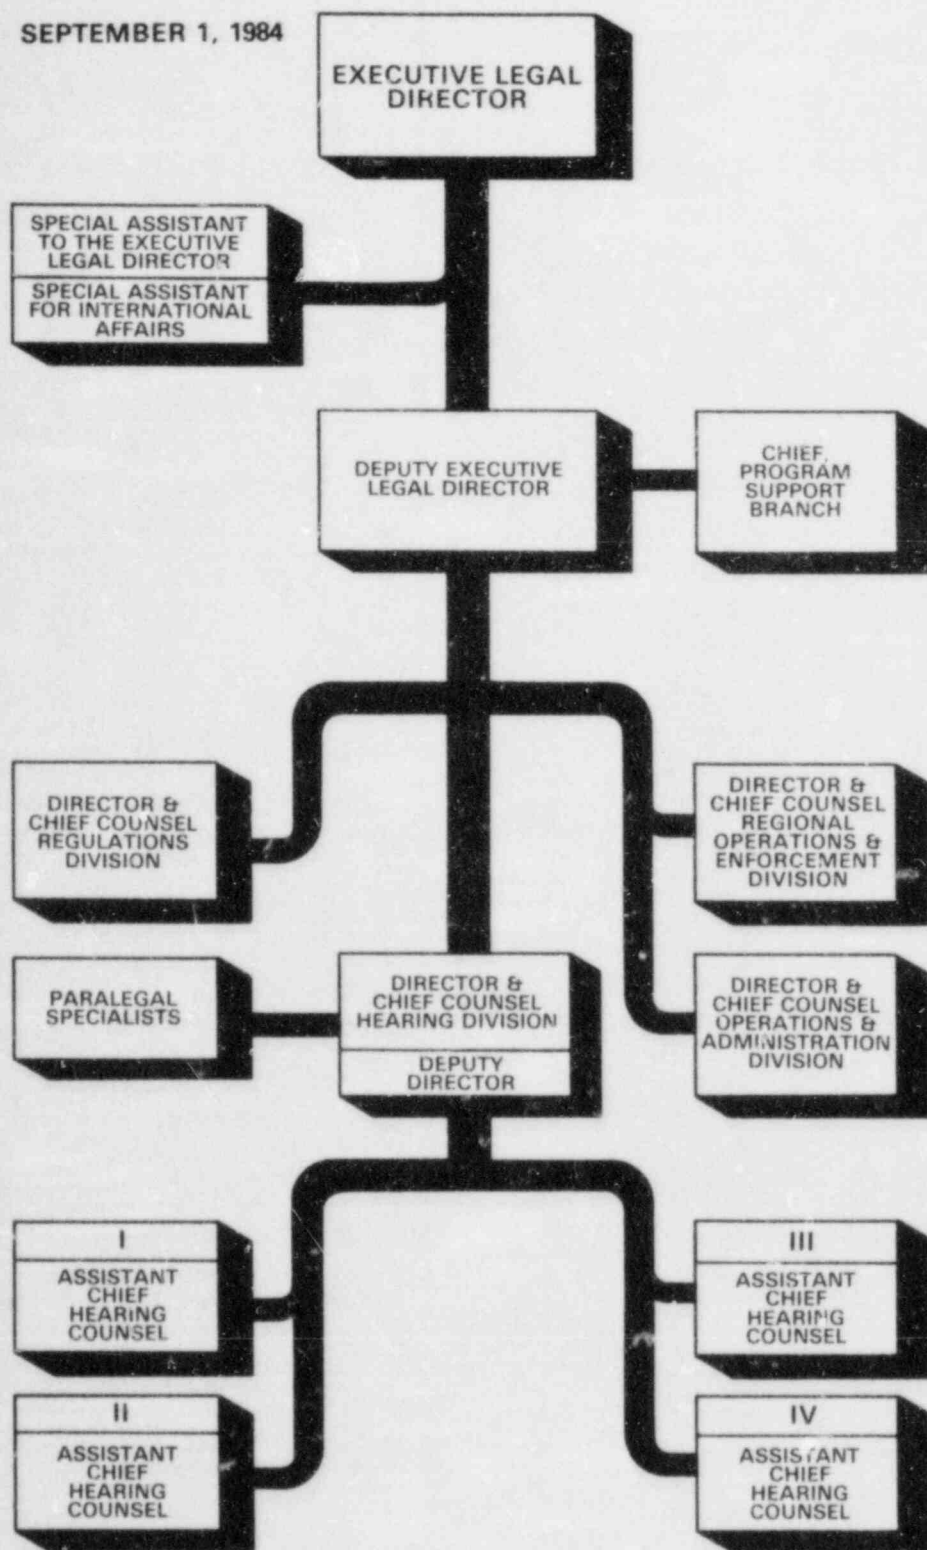 SEPTEMBER 1, 1984
EXECUTIVE LEGAL
DIRECTOR
SPECIAL ASSISTANT
TO THE EXECUTIVE
LEGAL DIRECTOR
SPECIAL ASSISTANT
FOR INTERNATIONAL
AFFAIRS
DEPUTY EXECUTIVE
LEGAL DIRECTOR
CHIEF,
PROGRAM
SUPPORT
BRANCH
DIRECTOR &
CHIEF COUNSEL
REGULATIONS
DIVISION
DIRECTOR &
CHIEF COUNSEL
REGIONAL
OPERATIONS &
ENFORCEMENT
DIVISION
PARALEGAL
SPECIALISTS
DIRECTOR &
CHIEF COUNSEL
HEARING DIVISION
DEPUTY
DIRECTOR
DIRECTOR &
CHIEF COUNSEL
OPERATIONS &
ADMINISTRATION
DIVISION
I
ASSISTANT
CHIEF
HEARING
COUNSEL
III
ASSISTANT
CHIEF
HEARING
COUNSEL
II
ASSISTANT
CHIEF
HEARING
COUNSEL
IV
ASSISTANT
CHIEF
HEARING
COUNSEL